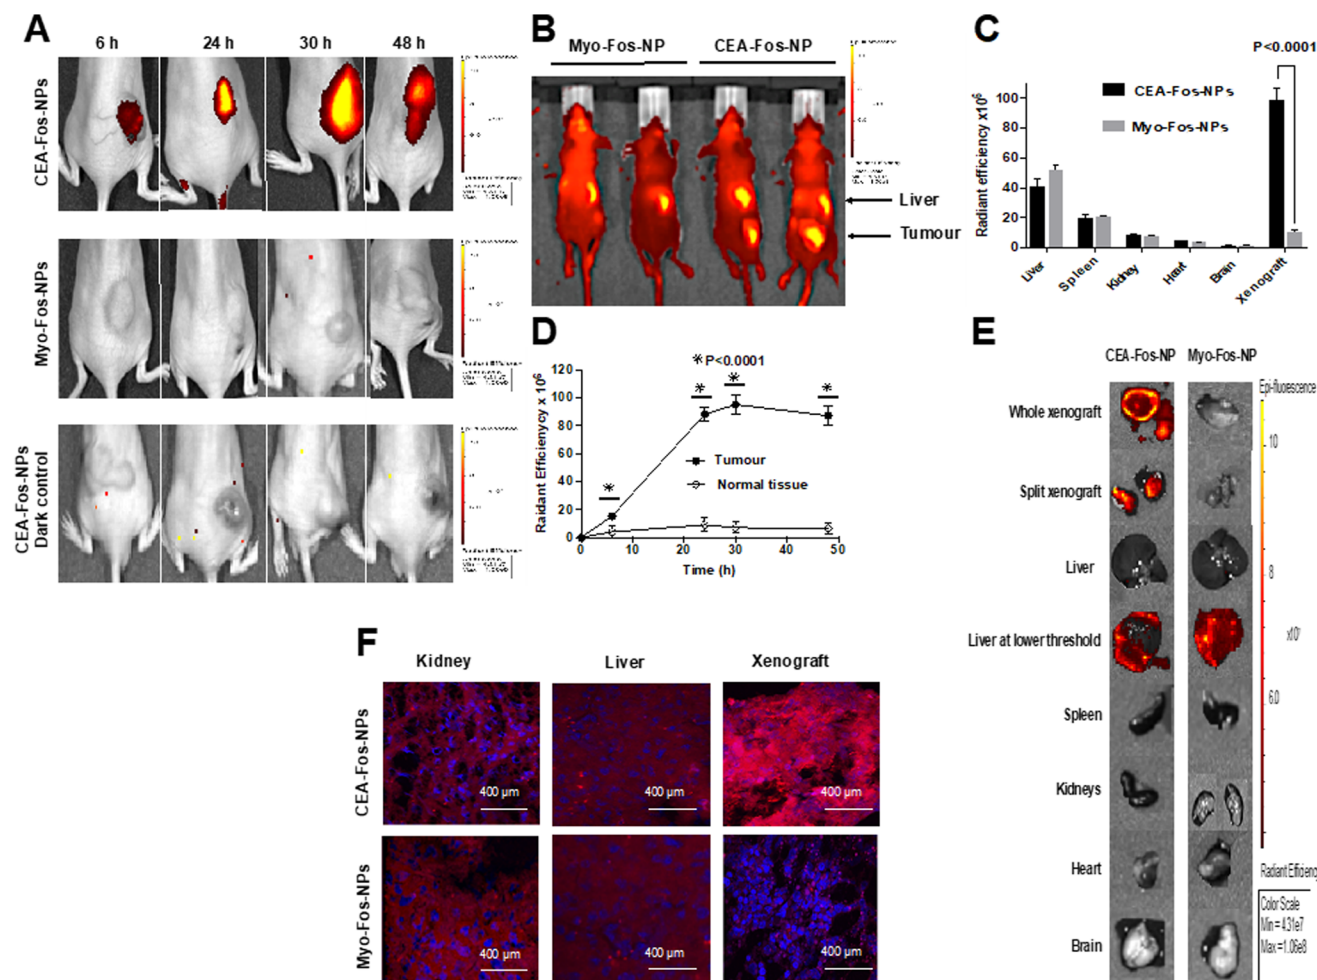 A
6 h
24 h
30 h
48 h
CEA-Fos-NPs
Myo-Fos-NPs
CEA-Fos-NPs
Dark control
B
Myo-Fos-NP
CEA-Fos-NP
Liver
Tumour
C
P<0.0001
CEA-Fos-NPs
Myo-Fos-NPs
Radiant efficiency x10⁶
100
80
60
40
20
0
Liver
Spleen
Kidney
Heart
Brain
Xenograft
D
* P<0.0001
Raidant Efficienycy x 10⁶
120
100
80
60
40
20
0
* * * *
Tumour
Normal tissue
0
10
20
30
40
50
Time (h)
E
CEA-Fos-NP
Myo-Fos-NP
Epi-fluorescence
Whole xenograft
Split xenograft
Liver
Liver at lower threshold
Spleen
Kidneys
Heart
Brain
10
8
6.0
Radiant Efficienc
Color Scale
Min = 4.31e7
Max =1.06e8
F
Kidney
Liver
Xenograft
CEA-Fos-NPs
400 µm
400 µm
400 µm
Myo-Fos-NPs
400 µm
400 µm
400 µm